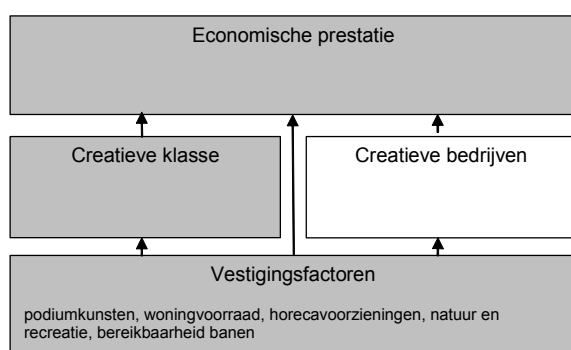 Economische prestatie
Creatieve klasse
Creatieve bedrijven
Vestigingsfactoren
podiumkunsten, woningvoorraad, horecavoorzieningen, natuur en
recreatie, bereikbaarheid banen